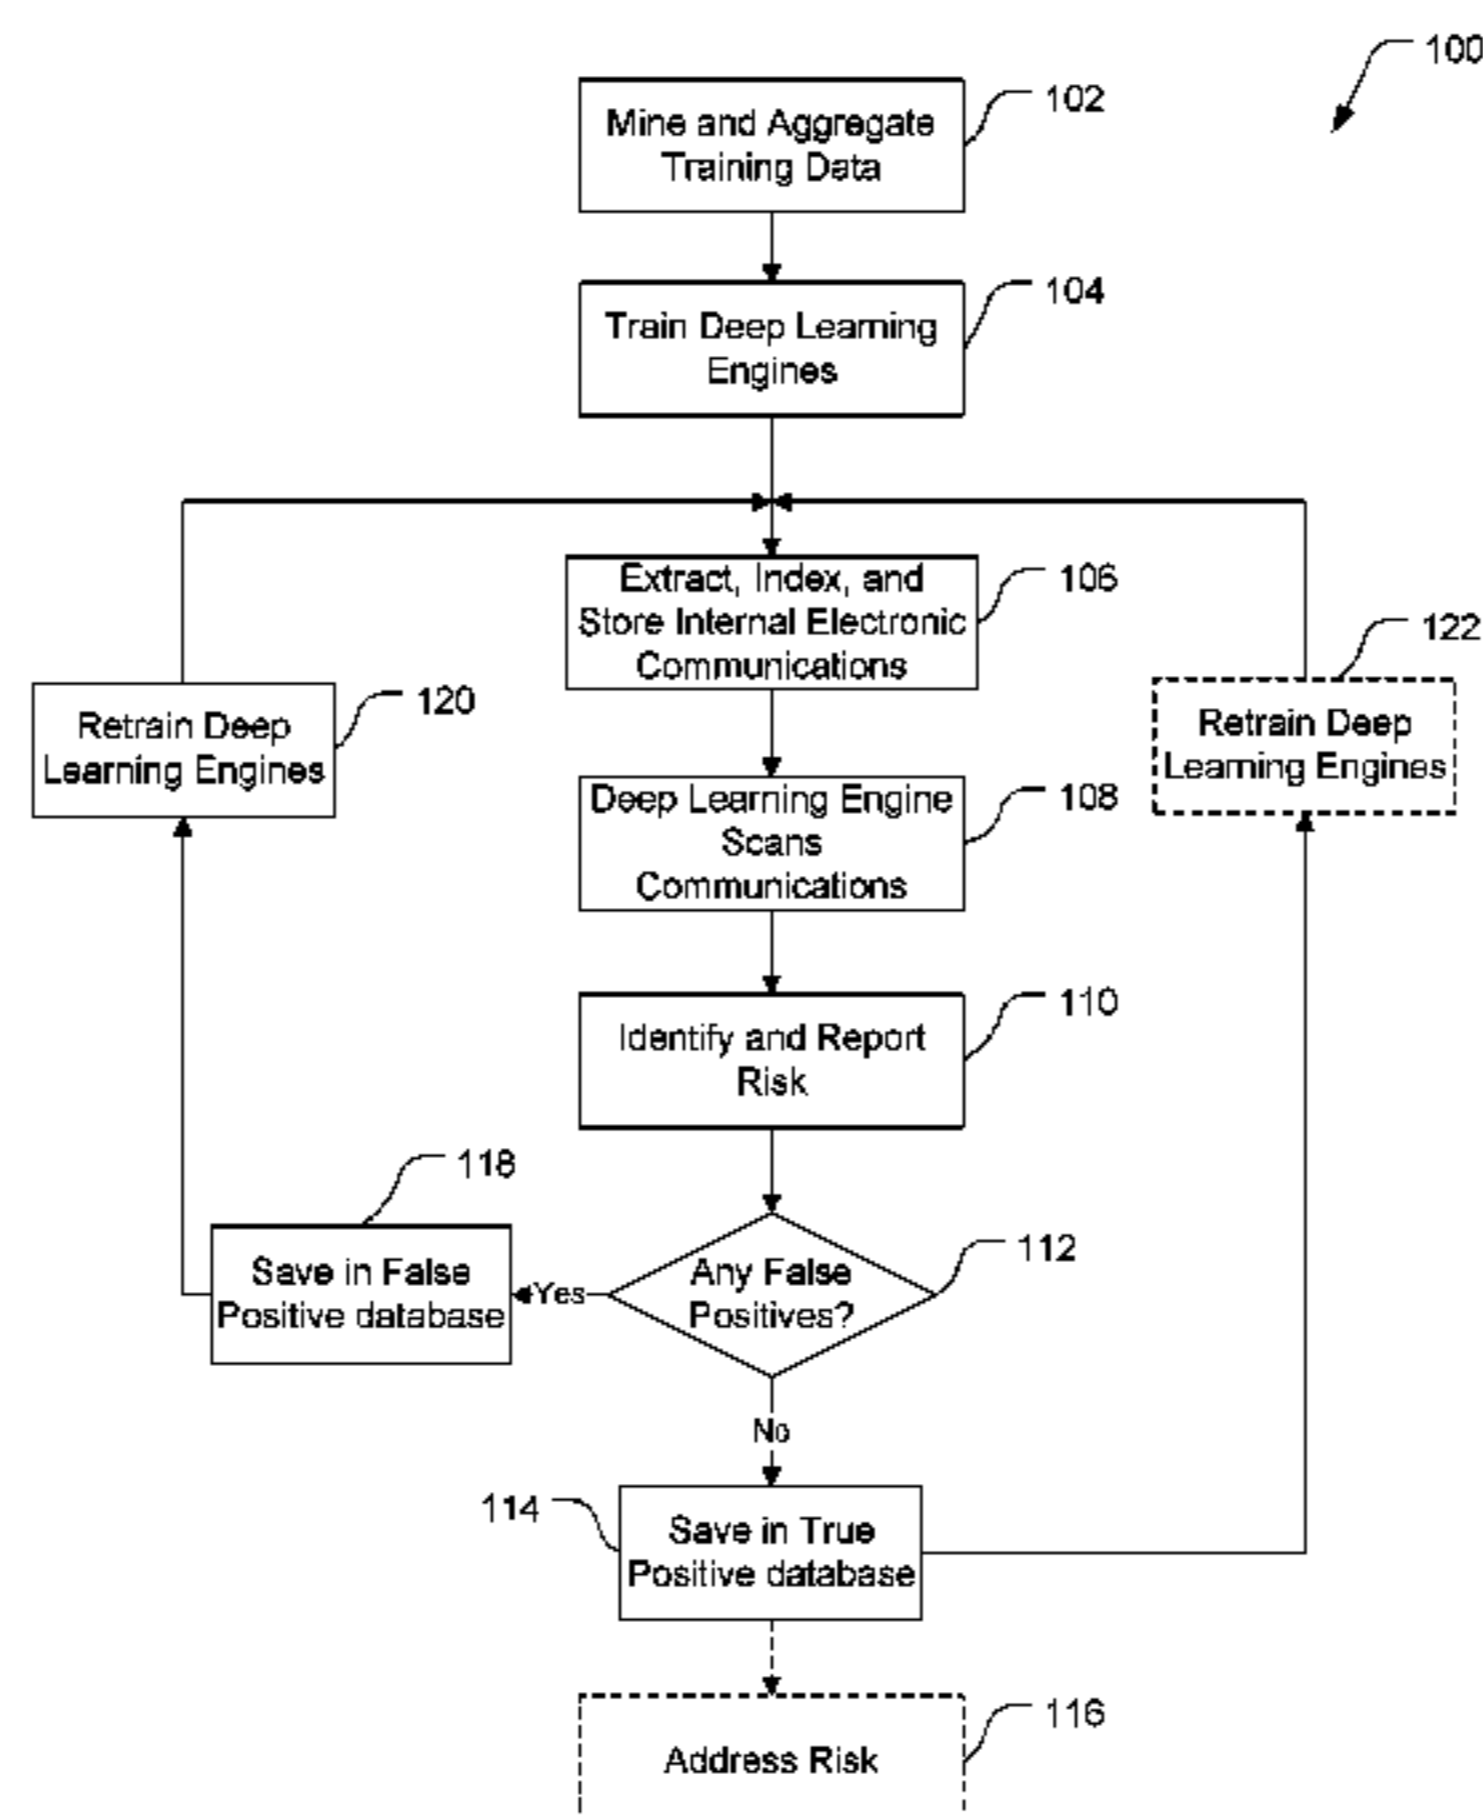 100
102
Mine and Aggregate
Training Data
104
Train Deep Learning
Engines
106
Extract, Index, and
Store Internal Electronic
Communications
122
Retrain Deep
Learning Engines
120
Retrain Deep
Learning Engines
108
Deep Learning Engine
Scans
Communications
110
Identify and Report
Risk
118
Save in False
Positive database
Yes
112
Any False
Positives?
No
114
Save in True
Positive database
116
Address Risk